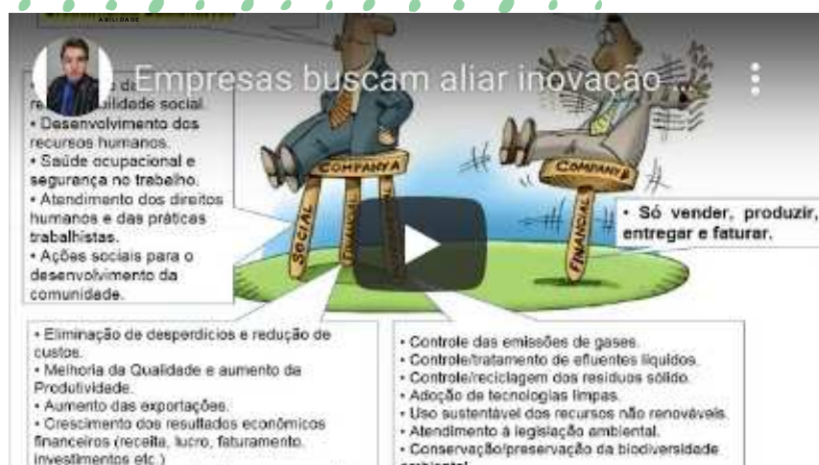 ABILIDADE
Empresas buscam aliar inovação ...
social.
• Desenvolvimento dos
recursos humanos.
• Saúde ocupacional e
segurança no trabalho.
• Atendimento dos direitos
humanos e das práticas
trabalhistas.
• Ações sociais para o
desenvolvimento da
comunidade.
COMPANY A
SOCIAL
FINANCIAL
COMPANY B
FINANCIAL
• Só vender, produzir,
entregar e faturar.
• Eliminação de desperdícios e redução de
custos.
• Melhoria da Qualidade e aumento da
Produtividade.
• Aumento das exportações.
• Crescimento dos resultados econômicos
financeiros (receita, lucro, faturamento,
investimentos etc.)
• Controle das emissões de gases.
• Controle/tratamento de efluentes líquidos.
• Controle/reciclagem dos resíduos sólido.
• Adoção de tecnologias limpas.
• Uso sustentável dos recursos não renováveis.
• Atendimento à legislação ambiental.
• Conservação/preservação da biodiversidade